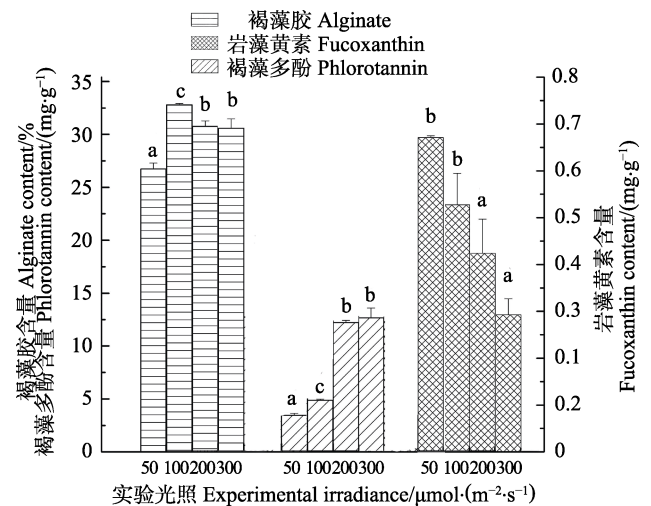 褐藻胶 Alginate
岩藻黄素 Fucoxanthin
褐藻多酚 Phlorotannin
褐藻胶含量 Alginate content/%
褐藻多酚含量 Phlorotannin content/(mg·g⁻¹)
35
30
25
20
15
10
5
0
a
c
b
b
a
c
b
b
b
b
a
a
0.8
0.7
0.6
0.5
0.4
0.3
0.1
0.2
0
岩藻黄素含量
Fucoxanthin content/(mg·g⁻¹)
50 100200300 50 100200300 50 100200300
实验光照 Experimental irradiance/μmol·(m⁻²·s⁻¹)